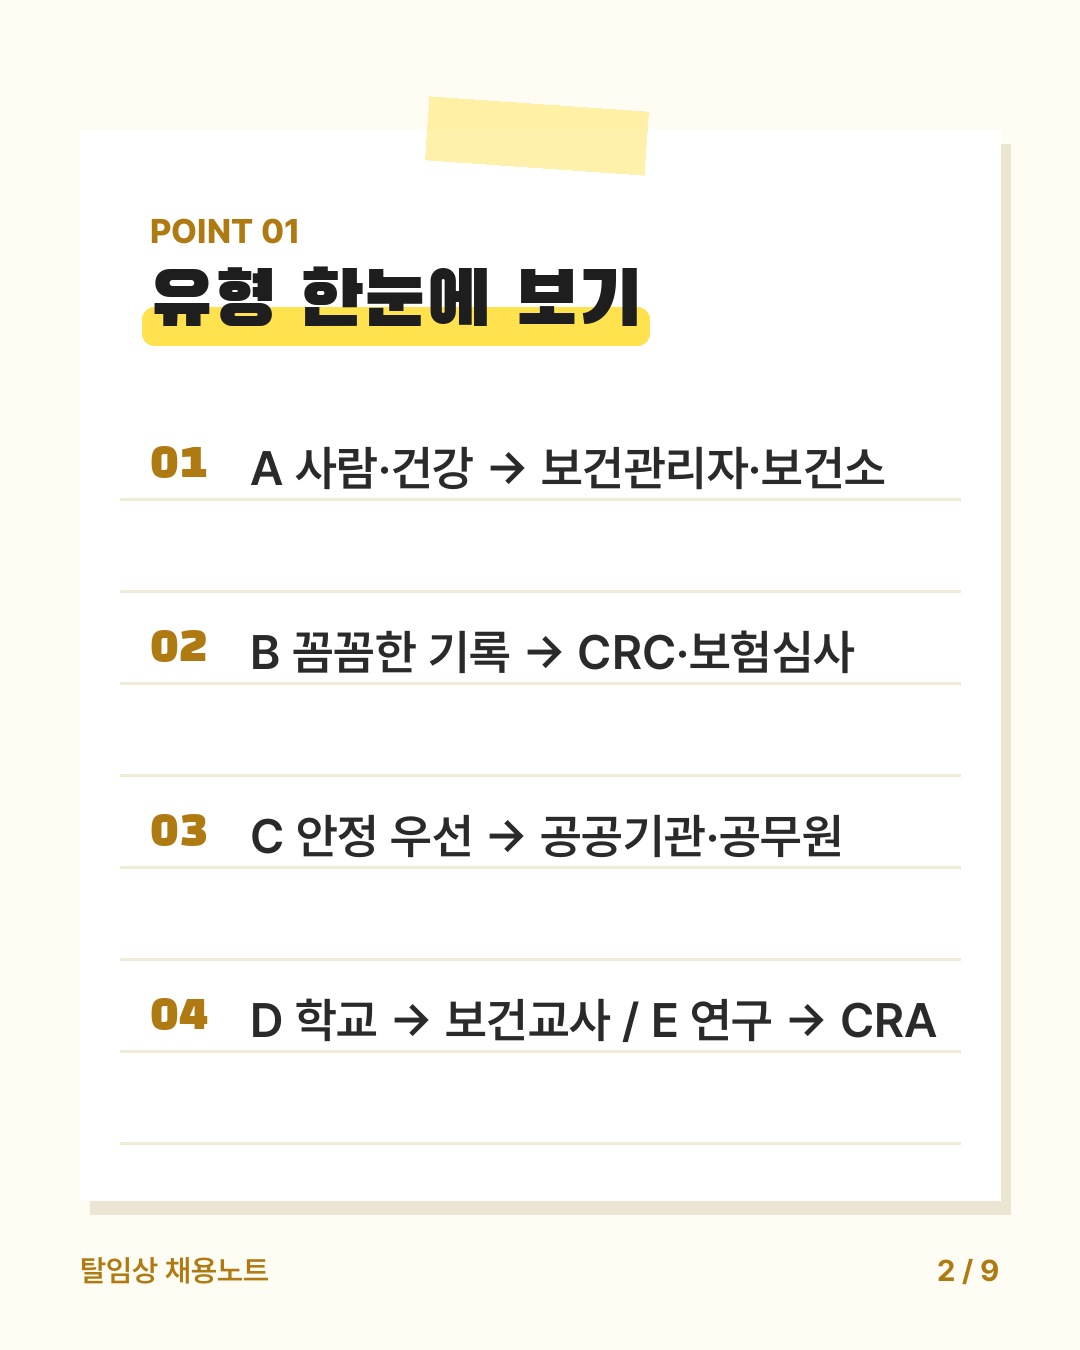 POINT 01
유형 한눈에 보기
01 A 사람·건강 → 보건관리자·보건소
02 B 꼼꼼한 기록 → CRC·보험심사
03 C 안정 우선 → 공공기관·공무원
04 D 학교 → 보건교사 / E 연구 → CRA
탈임상 채용노트 2 / 9